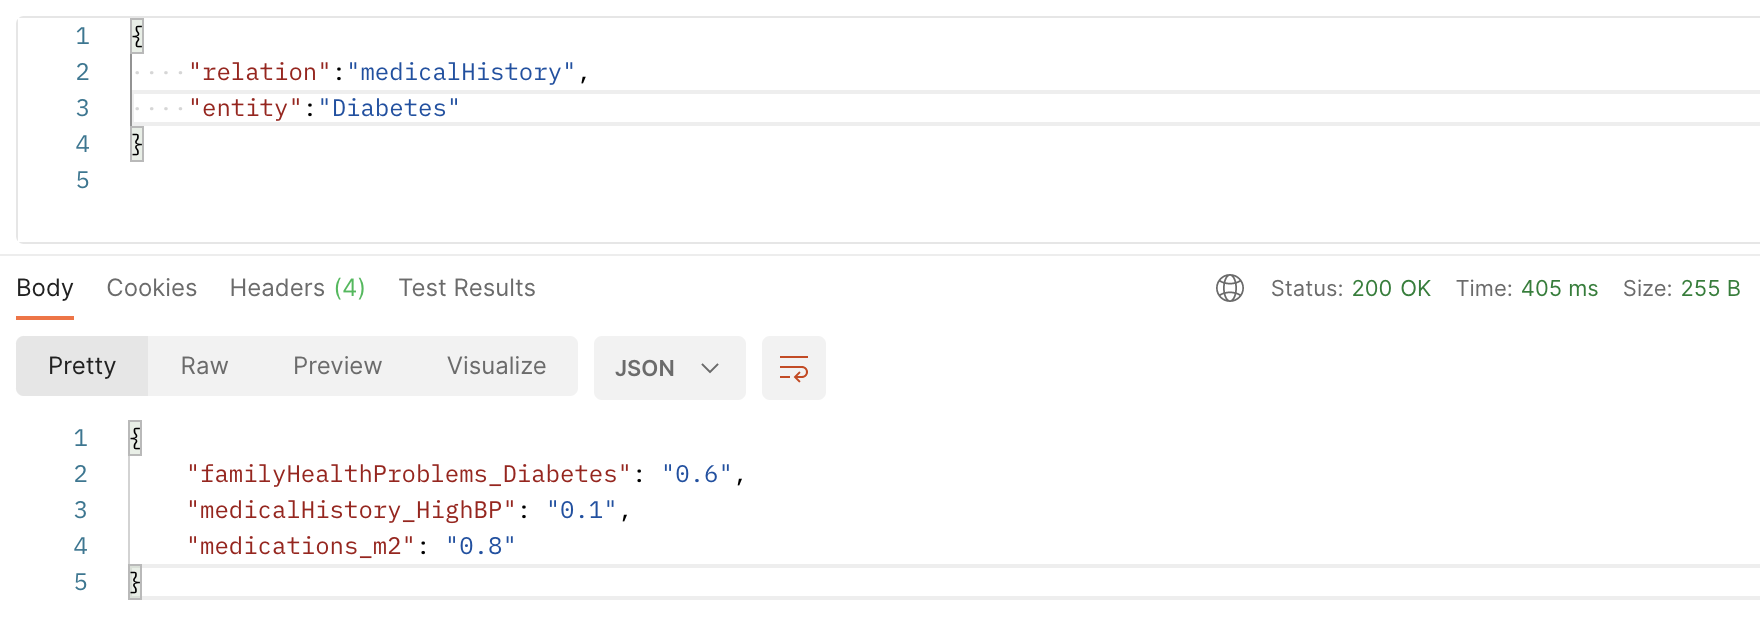 1 {
2 "relation":"medicalHistory",
3 "entity":"Diabetes"
4 }
5
Body Cookies Headers (4) Test Results Status: 200 OK Time: 405 ms Size: 255 B
Pretty Raw Preview Visualize JSON
1 {
2 "familyHealthProblems_Diabetes": "0.6",
3 "medicalHistory_HighBP": "0.1",
4 "medications_m2": "0.8"
5 }